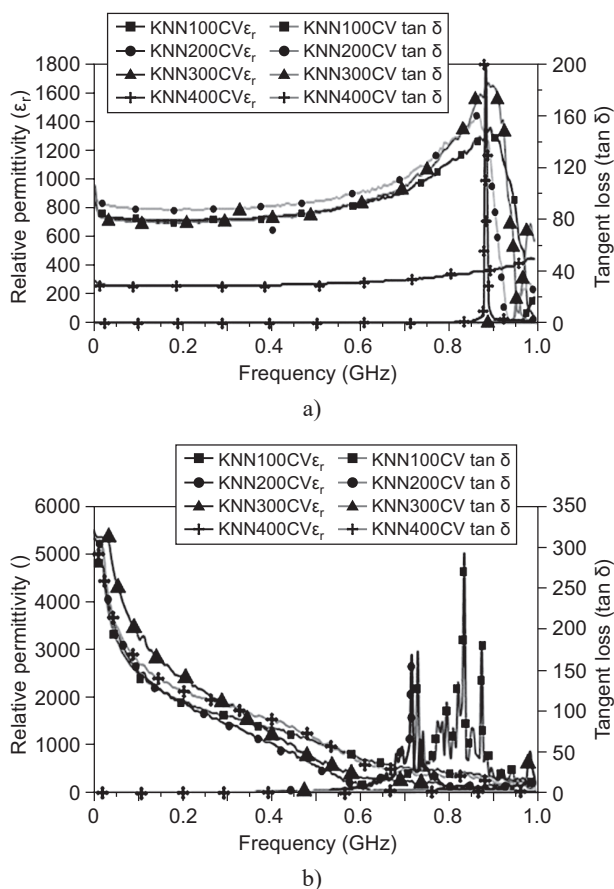 KNN100CVεr KNN100CV tan δ
KNN200CVεr KNN200CV tan δ
KNN300CVεr KNN300CV tan δ
KNN400CVεr KNN400CV tan δ
Relative permittivity (εr)
1800
1600
1400
1200
1000
800
600
400
200
0
200
160
120
80
40
0
Tangent loss (tan δ)
0 0.2 0.4 0.6 0.8 1.0
Frequency (GHz)
a)
KNN100CVεr KNN100CV tan δ
KNN200CVεr KNN200CV tan δ
KNN300CVεr KNN300CV tan δ
KNN400CVεr KNN400CV tan δ
Relative permittivity ()
6000
5000
4000
3000
2000
1000
0
350
300
250
200
150
100
50
0
Tangent loss (tan δ)
0 0.2 0.4 0.6 0.8 1.0
Frequency (GHz)
b)